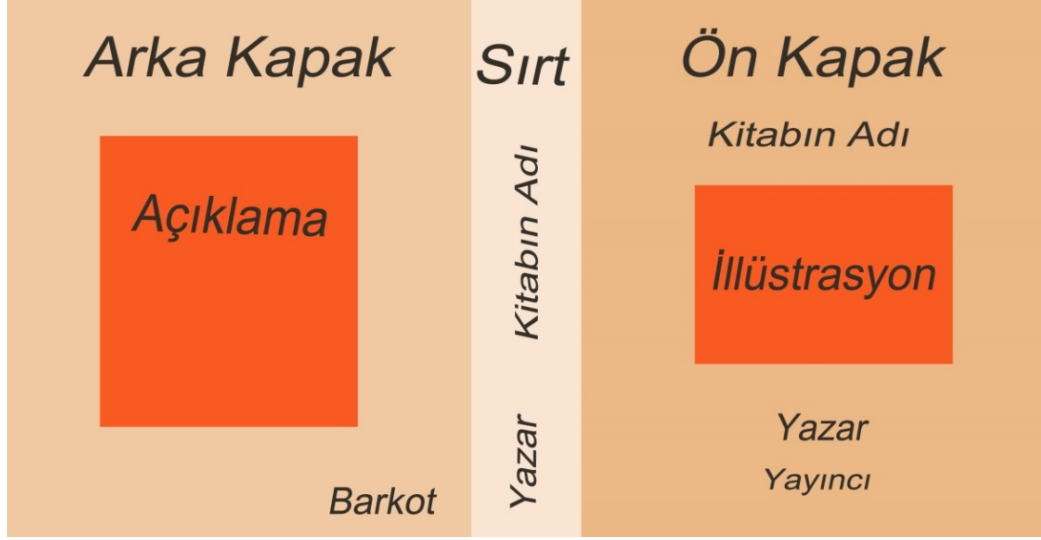 Arka Kapak
Açıklama
Barkot
Sırt
Kitabın Adı
Yazar
Ön Kapak
Kitabın Adı
İllüstrasyon
Yazar
Yayıncı